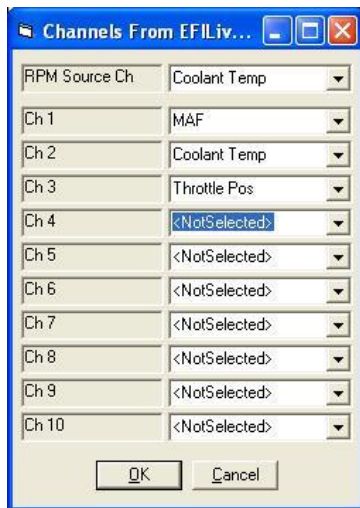 Channels From EFILiv...
RPM Source Ch Coolant Temp
Ch 1 MAF
Ch 2 Coolant Temp
Ch 3 Throttle Pos
Ch 4 <NotSelected>
Ch 5 <NotSelected>
Ch 6 <NotSelected>
Ch 7 <NotSelected>
Ch 8 <NotSelected>
Ch 9 <NotSelected>
Ch 10 <NotSelected>
OK Cancel